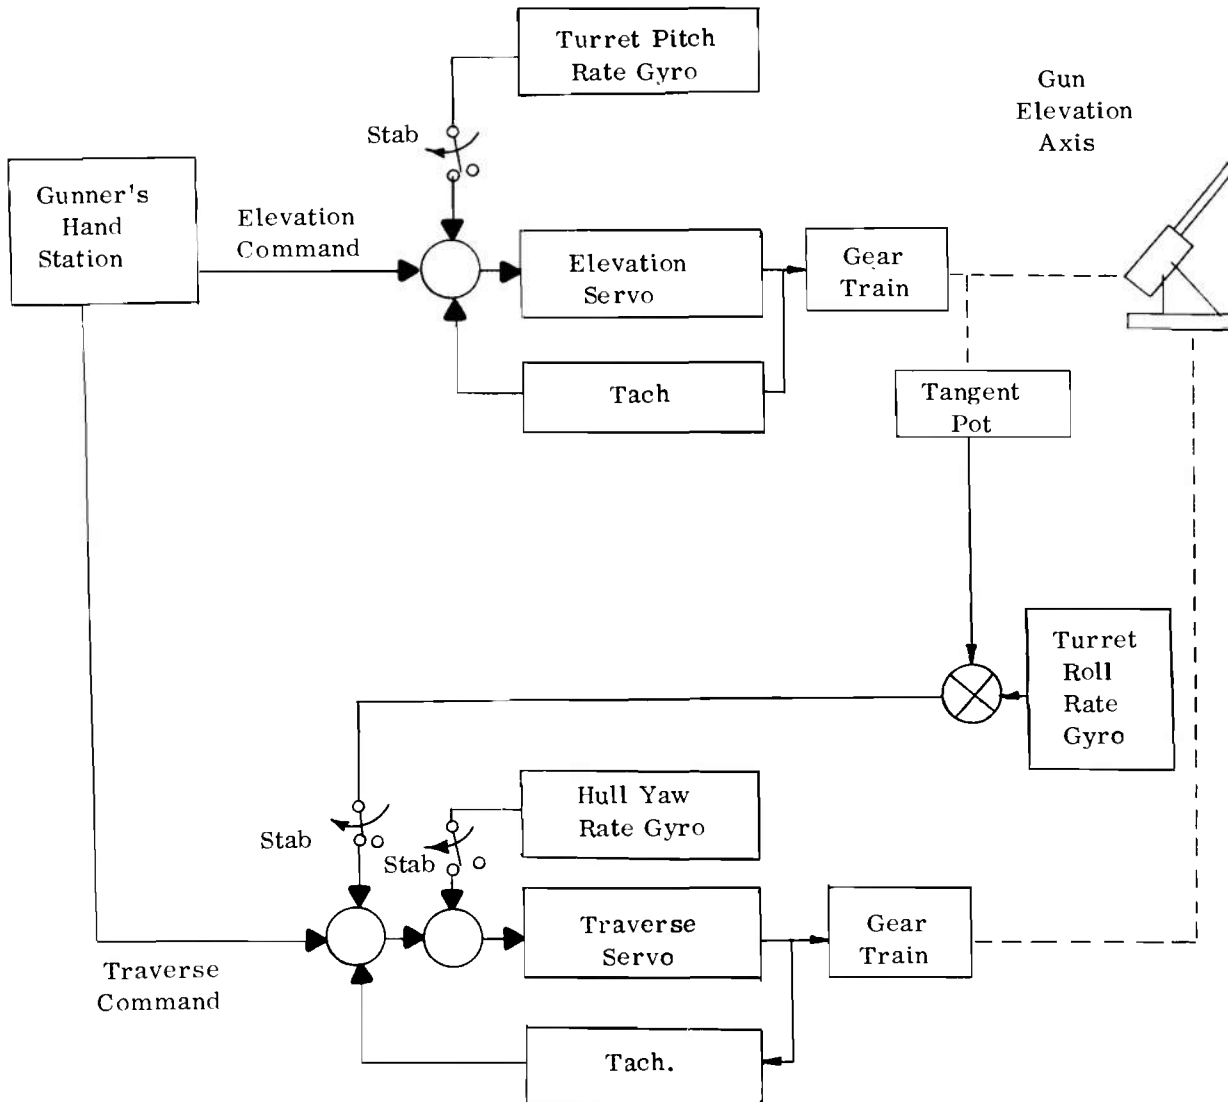 Turret Pitch
Rate Gyro
Gun
Elevation
Axis
Stab
Gunner's
Hand
Station
Elevation
Command
Elevation
Servo
Gear
Train
Tach
Tangent
Pot
Turret
Roll
Rate
Gyro
Hull Yaw
Rate Gyro
Stab
Stab
Traverse
Servo
Gear
Train
Traverse
Command
Tach.